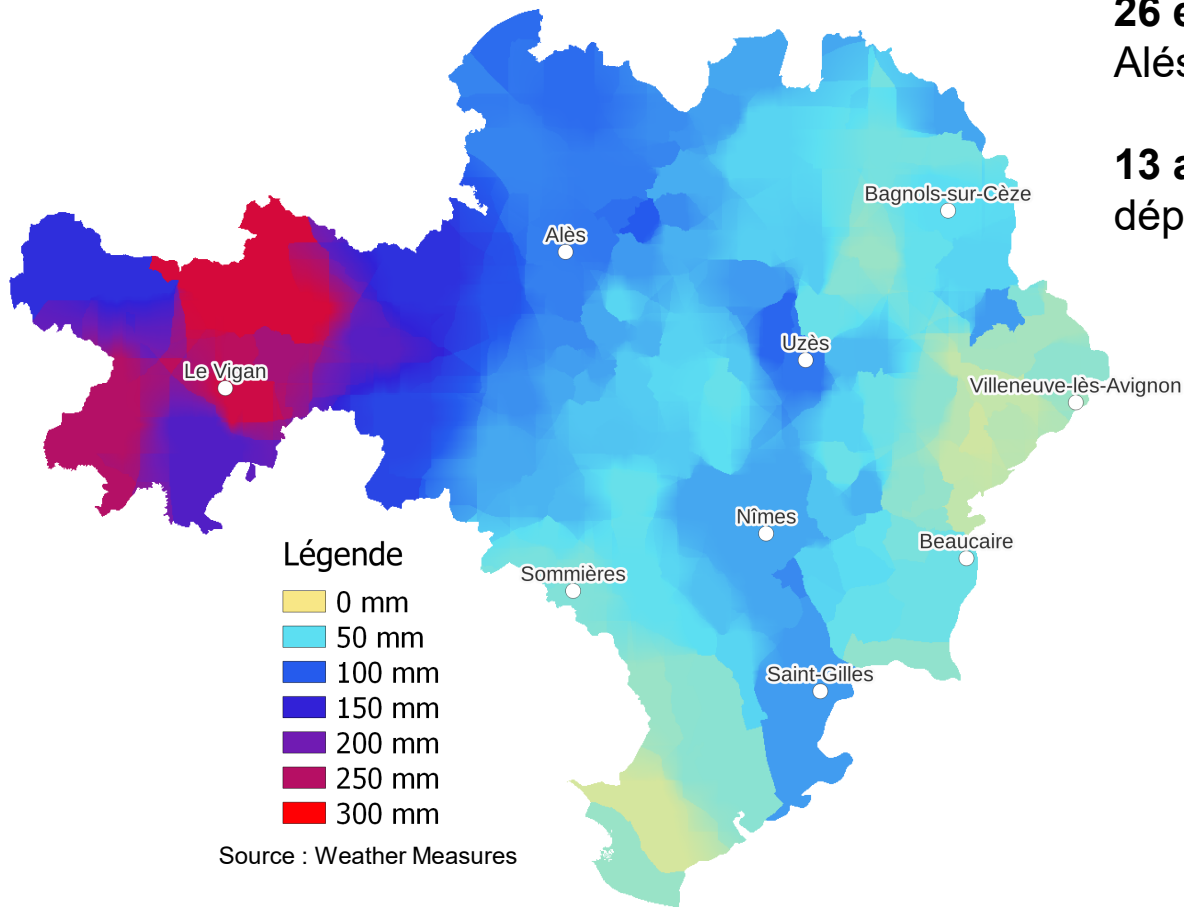 26 e
Alés
13 a
dép
Bagnols-sur-Cèze
Alès
Uzès
Le Vigan
Villeneuve-lès-Avignon
Nîmes
Beaucaire
Sommières
Saint-Gilles
Légende
0 mm
50 mm
100 mm
150 mm
200 mm
250 mm
300 mm
Source : Weather Measures